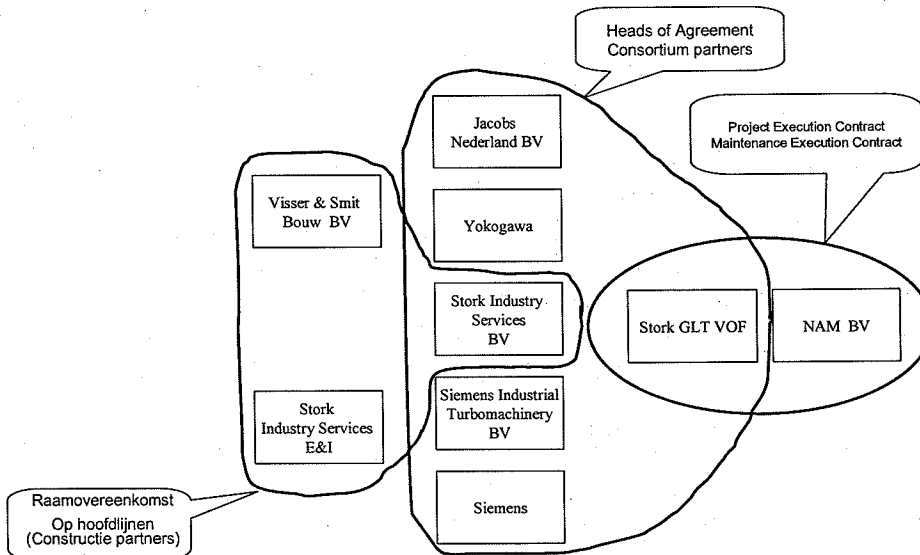 Heads of Agreement
Consortium partners
Project Execution Contract
Maintenance Execution Contract
Jacobs
Nederland BV
Visser & Smit
Bouw BV
Yokogawa
Stork Industry
Services
BV
Stork GLT VOF
NAM BV
Siemens Industrial
Turbomachinery
BV
Stork
Industry Services
E&I
Siemens
Raamovereenkomst
Op hoofdlijnen
(Constructie partners)